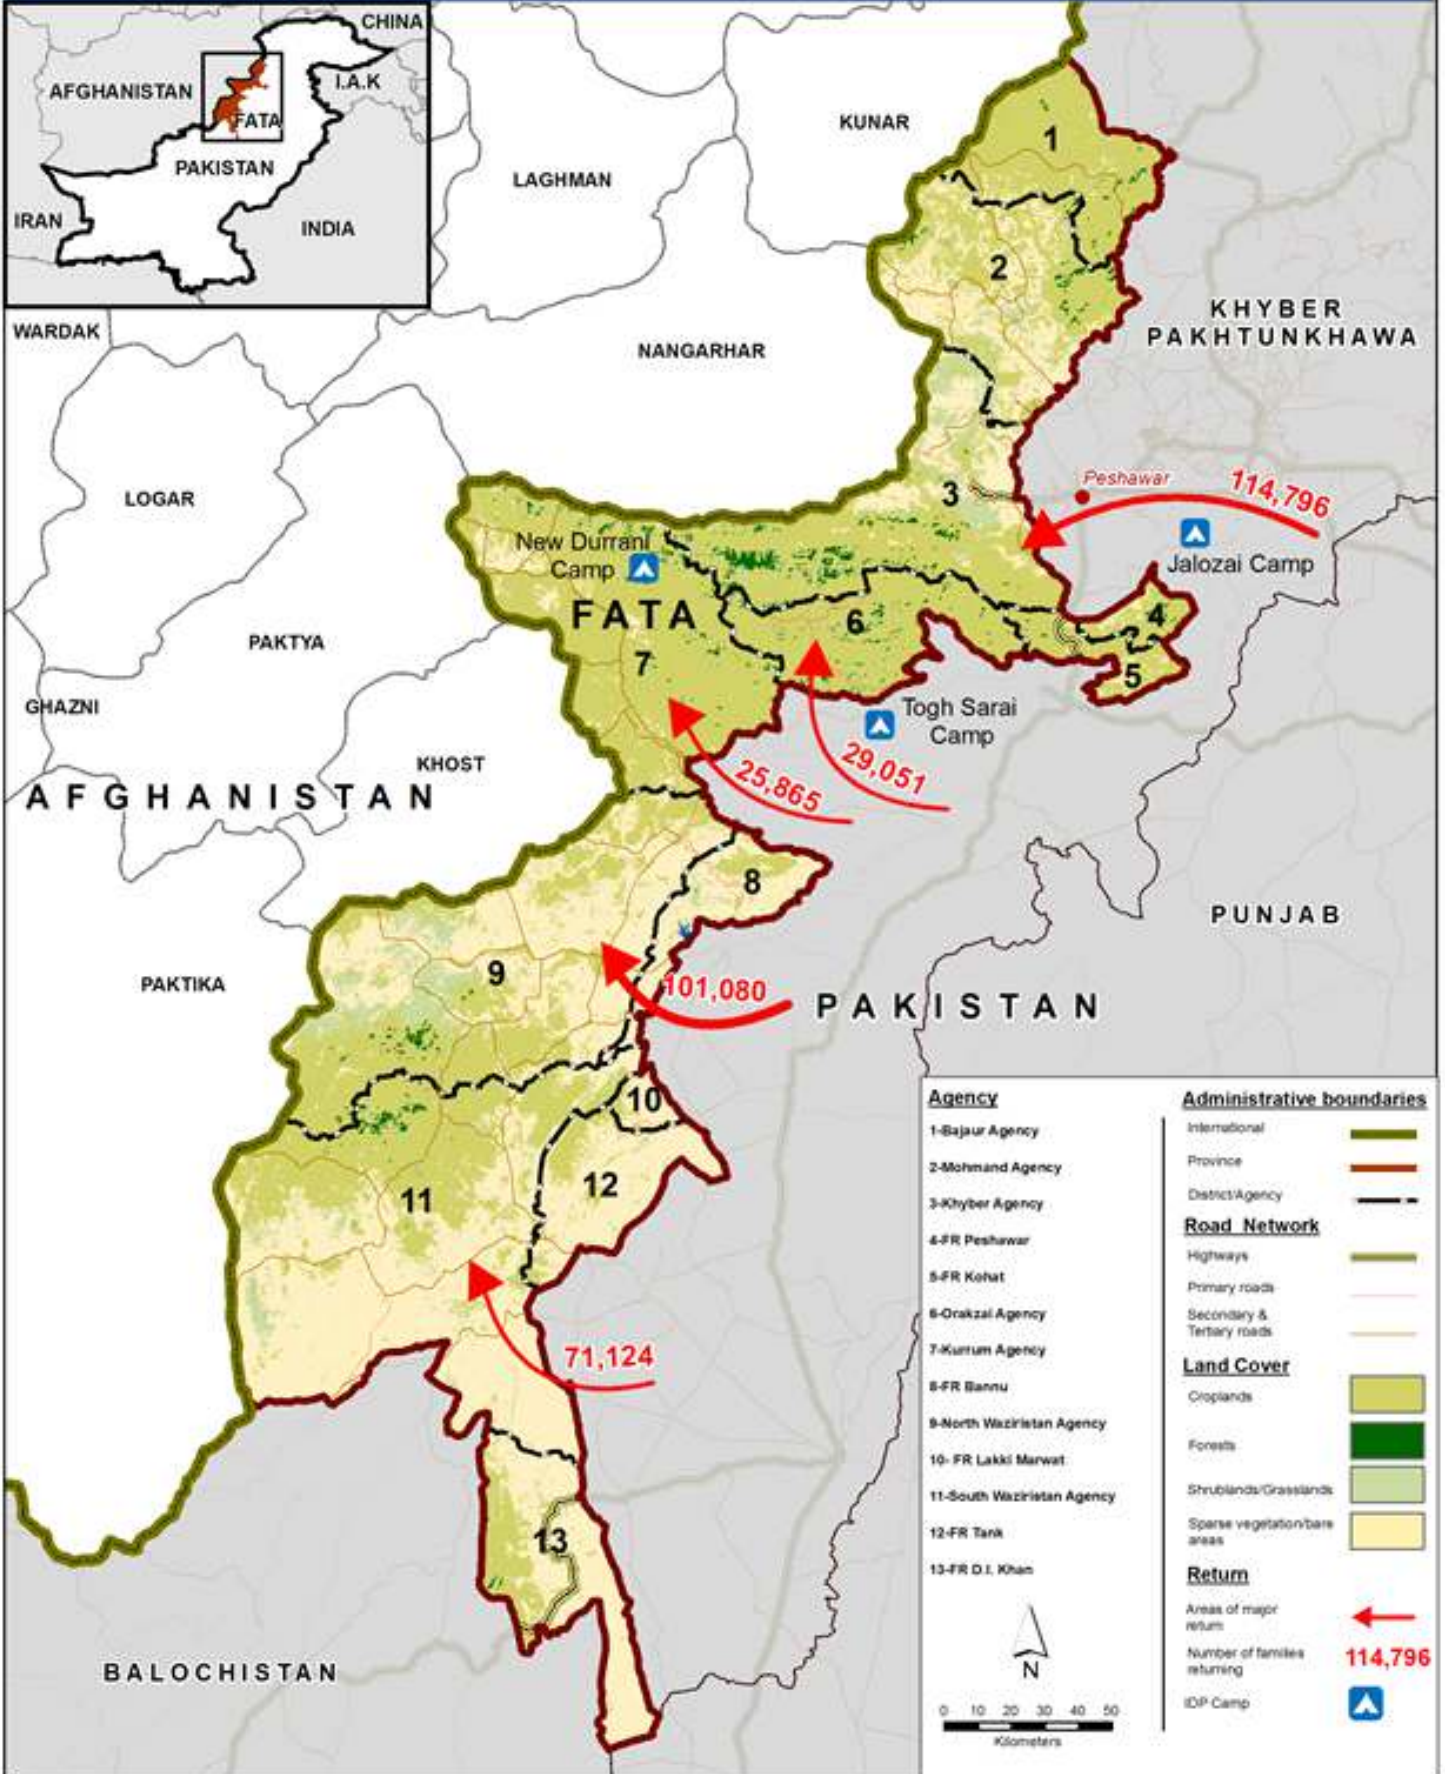 CHINA
AFGHANISTAN
I.A.K
FATA
PAKISTAN
IRAN
INDIA
KUNAR
1
LAGHMAN
2
KHYBER
PAKHTUNKHAWA
WARDAK
NANGARHAR
LOGAR
3
Peshawar
114,796
New Durrani
Camp
Jalozai Camp
FATA
6
4
PAKTYA
7
5
GHAZNI
Togh Sarai
Camp
KHOST
25,865
29,051
AFGHANISTAN
8
PUNJAB
9
PAKTIKA
101,080
PAKISTAN
10
12
11
71,124
13
BALOCHISTAN
Agency
1-Bajaur Agency
2-Mohmand Agency
3-Khyber Agency
4-FR Peshawar
5-FR Kohat
6-Orakzai Agency
7-Kurrum Agency
8-FR Bannu
9-North Waziristan Agency
10- FR Lakki Marwat
11-South Waziristan Agency
12-FR Tank
13-FR D.I. Khan
N
0 10 20 30 40 50
Kilometers
Administrative boundaries
International
Province
District/Agency
Road Network
Highways
Primary roads
Secondary &
Tertiary roads
Land Cover
Croplands
Forests
Shrublands/Grasslands
Sparse vegetation/bare
areas
Return
Areas of major
return
Number of families
returning
114,796
IDP Camp